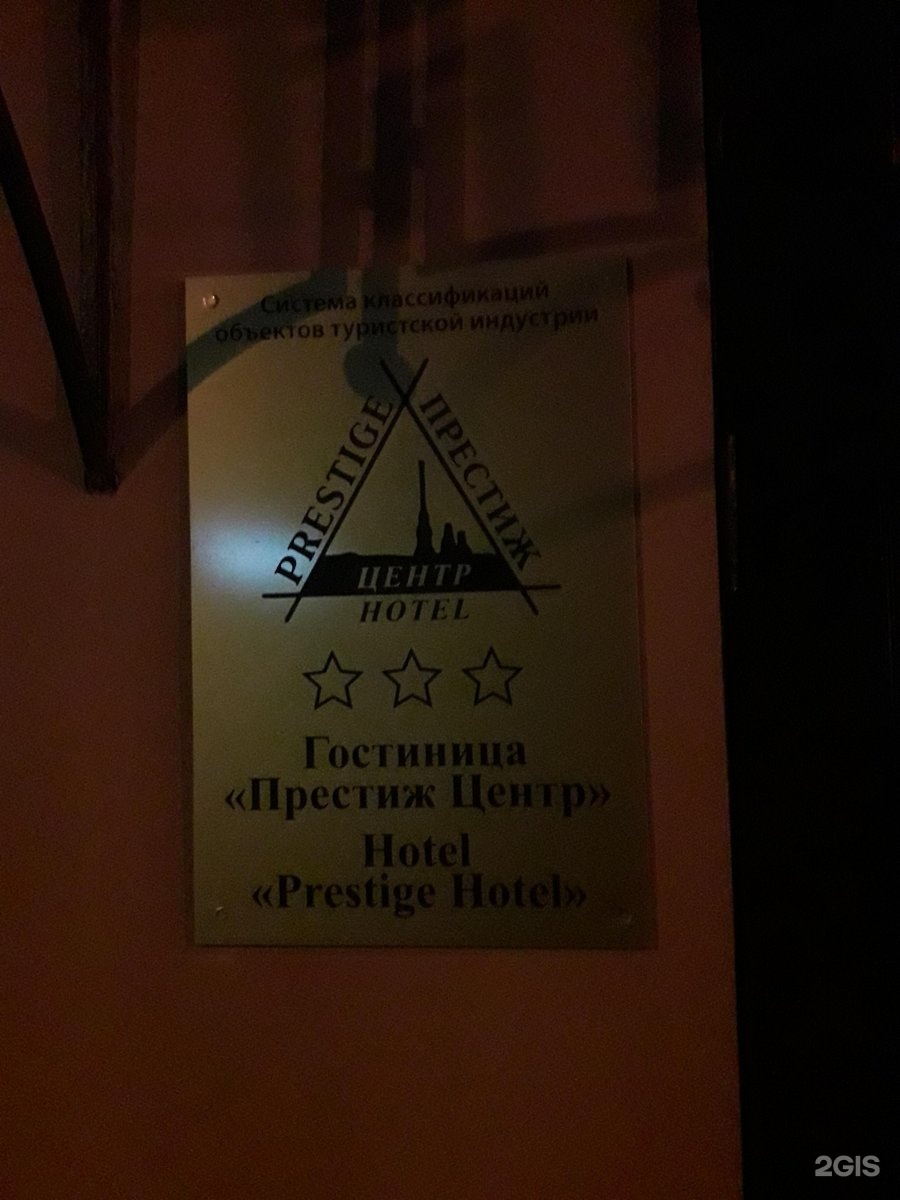 Система классификации
объектов туристской индустрии
PRESTIGE
ПРЕСТИЖ
ЦЕНТР
HOTEL
Гостиница
«Престиж Центр»
Hotel
«Prestige Hotel»
2GIS